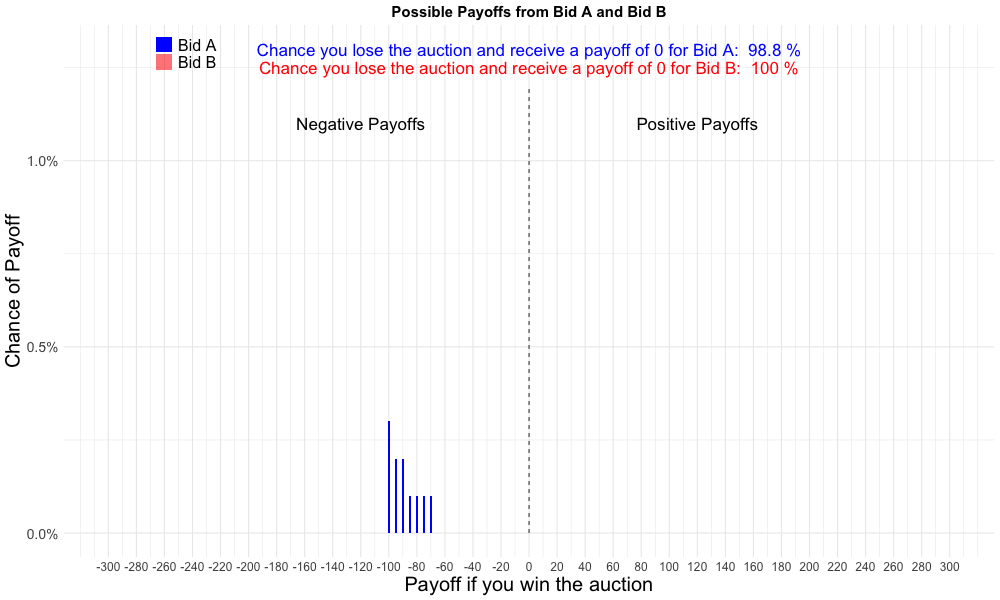 Possible Payoffs from Bid A and Bid B
Bid A
Bid B
Chance you lose the auction and receive a payoff of 0 for Bid A:  98.8 %
Chance you lose the auction and receive a payoff of 0 for Bid B:  100 %
Negative Payoffs
Positive Payoffs
Chance of Payoff
1.0%
0.5%
0.0%
-300 -280 -260 -240 -220 -200 -180 -160 -140 -120 -100 -80 -60 -40 -20 0 20 40 60 80 100 120 140 160 180 200 220 240 260 280 300
Payoff if you win the auction